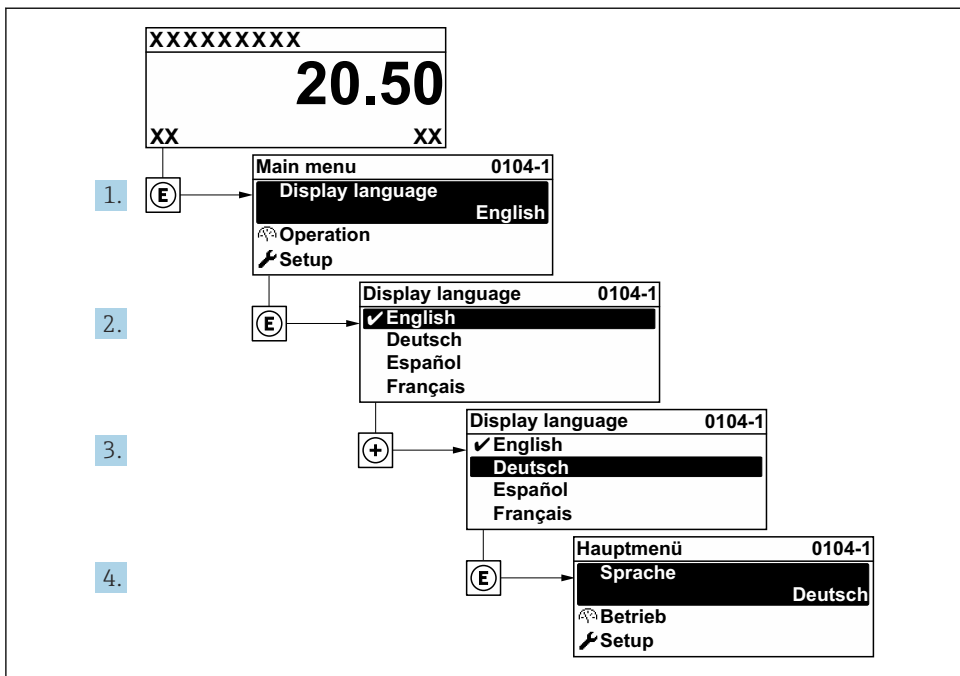 XXXXXXXXX
20.50
XX XX
1. E
Main menu 0104-1
Display language
English
Operation
Setup
2. E
Display language 0104-1
✔English
Deutsch
Español
Français
3. +
Display language 0104-1
✔English
Deutsch
Español
Français
4. E
Hauptmenü 0104-1
Sprache
Deutsch
Betrieb
Setup